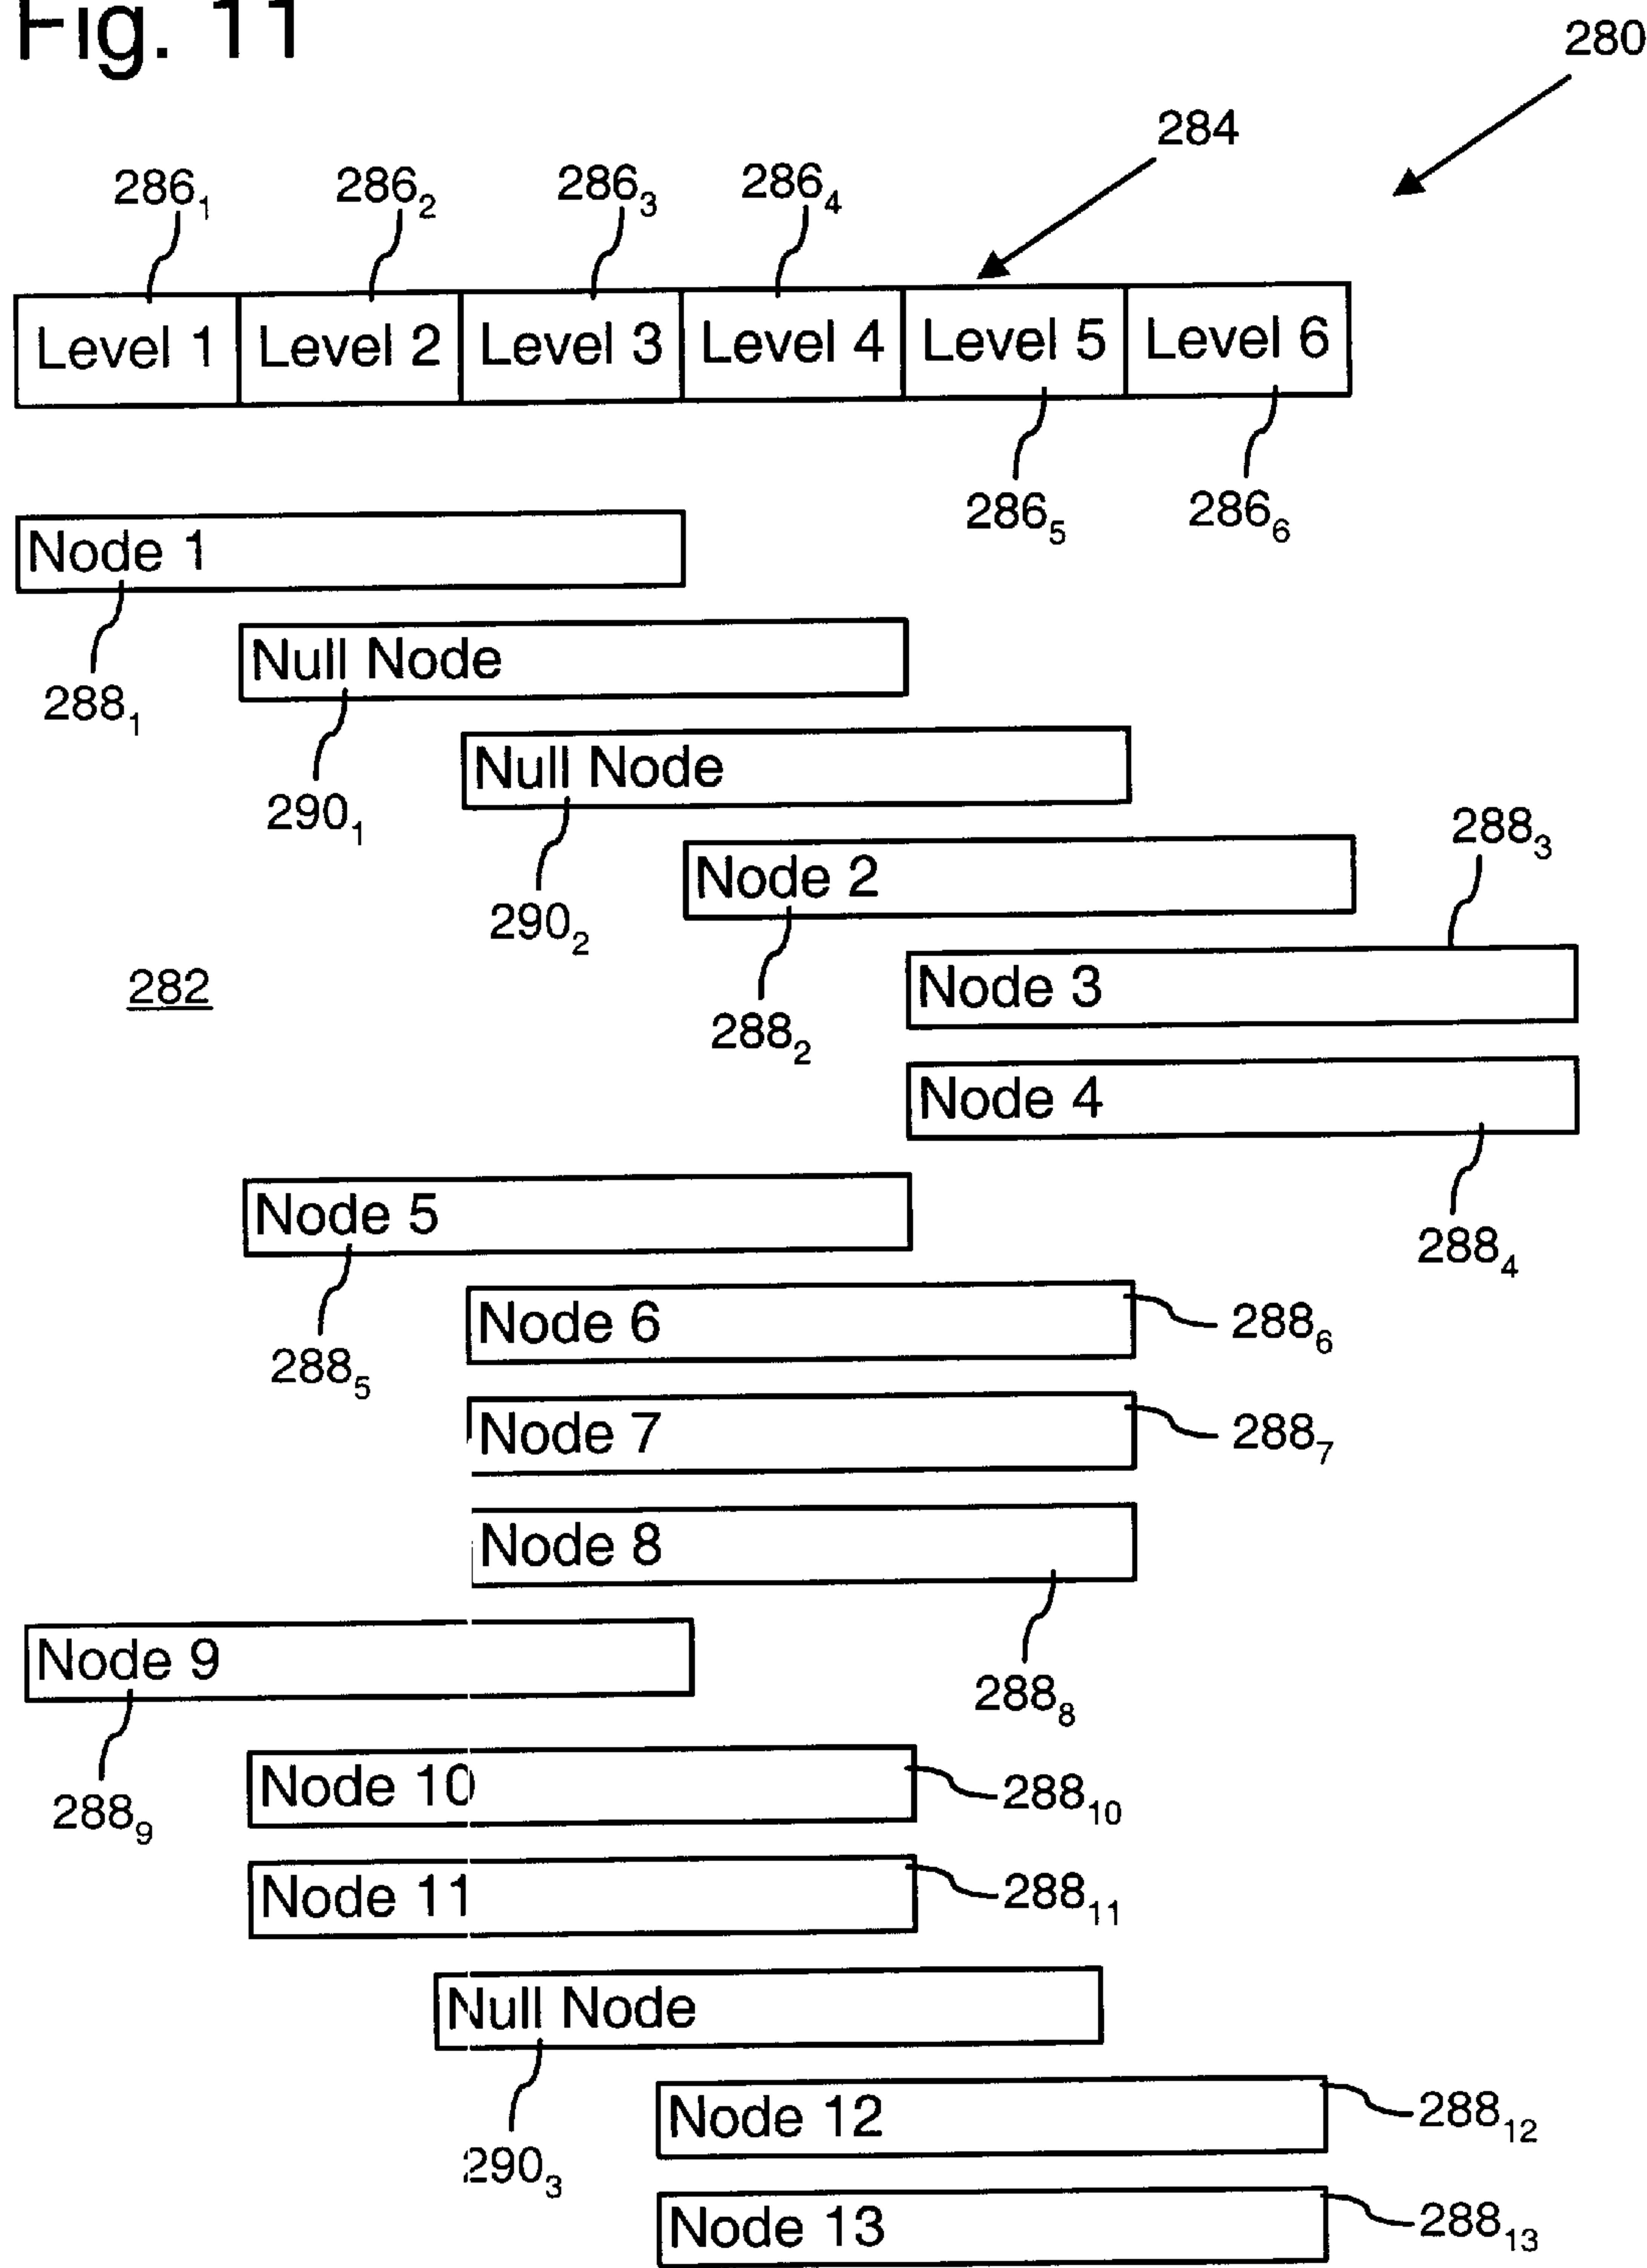 Fig. 11
280
284
286₁ 286₂ 286₃ 286₄
Level 1 Level 2 Level 3 Level 4 Level 5 Level 6
286₅ 286₆
Node 1
288₁
Null Node
290₁
Null Node
290₂
Node 2
288₂
288₃
Node 3
282
Node 4
288₄
Node 5
288₅
Node 6 288₆
Node 7 288₇
Node 8
288₈
Node 9
288₉
Node 10 288₁₀
Node 11 288₁₁
Null Node
290₃
Node 12 288₁₂
Node 13 288₁₃